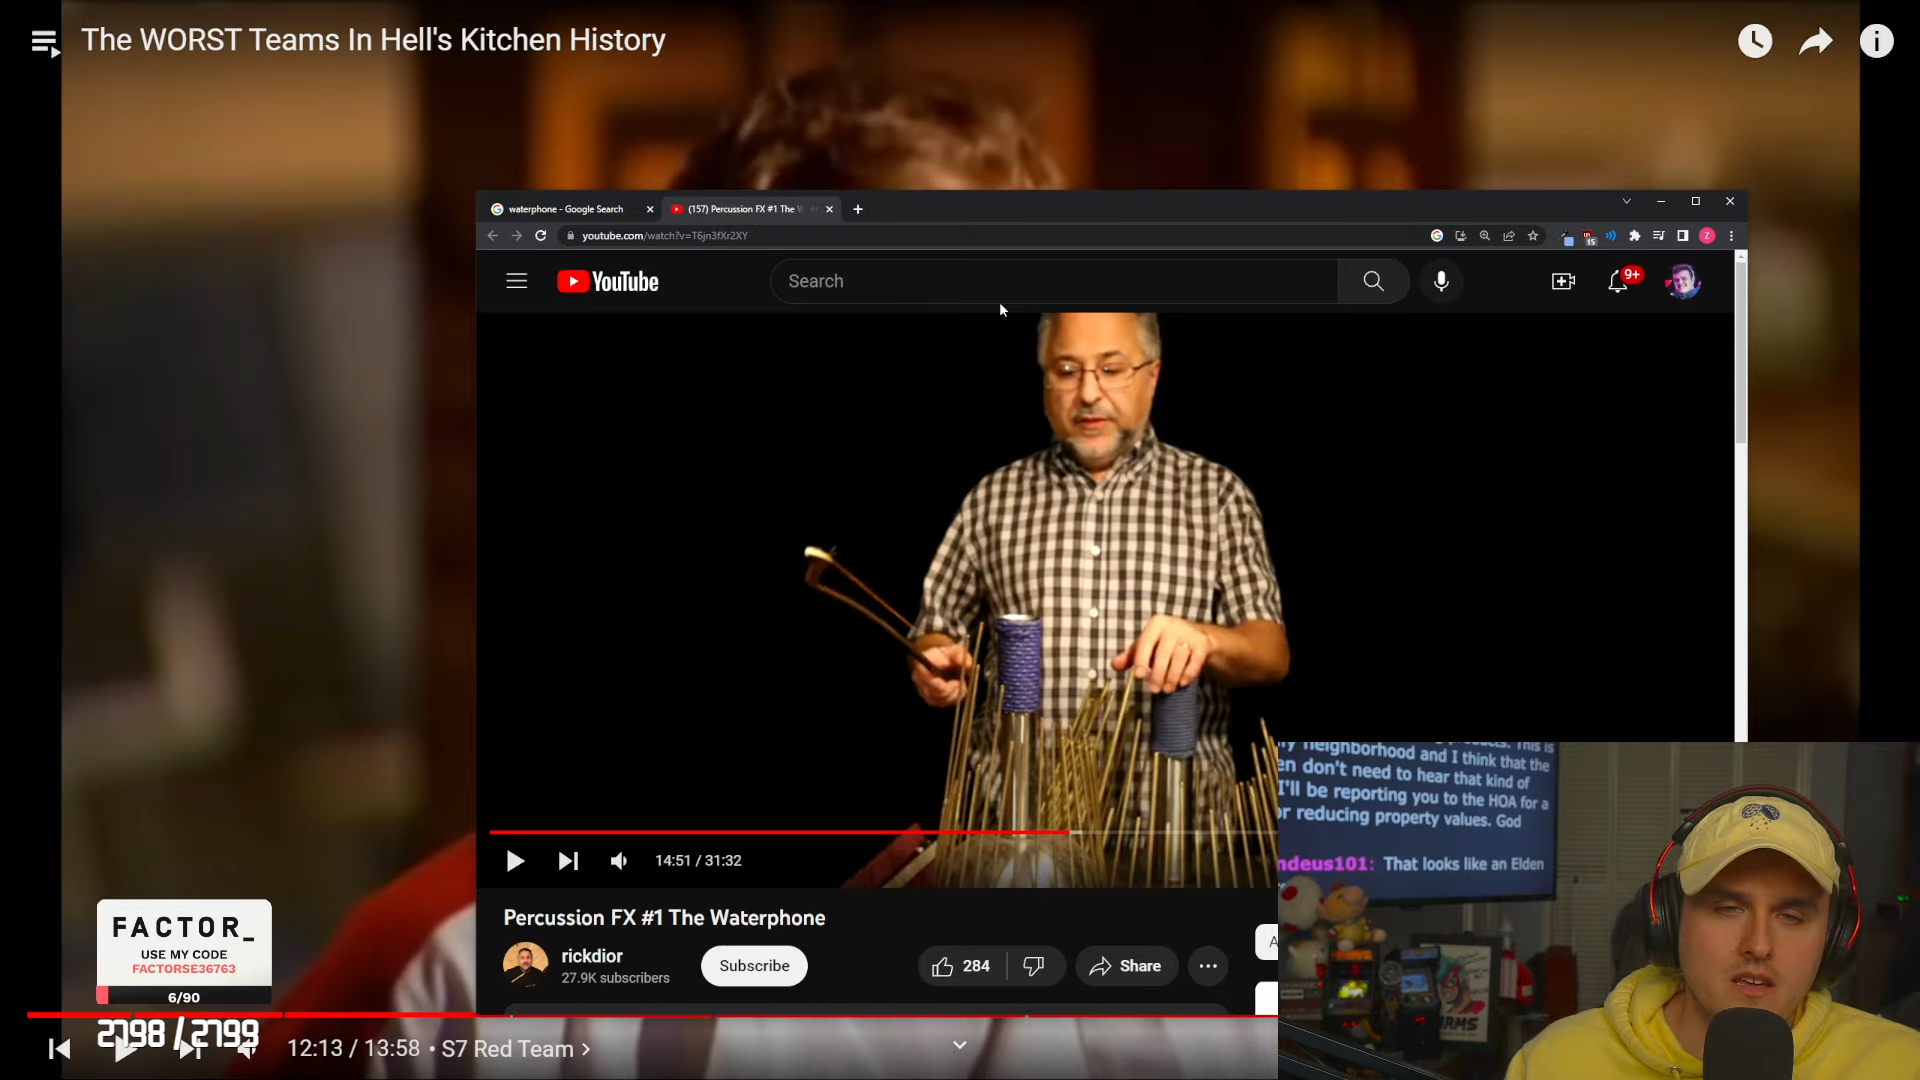 The WORST Teams In Hell's Kitchen History
waterphone - Google Search
(157) Percussion FX #1 The
youtube.com/watch?v=T6jn3fXr2XY
15
Z
YouTube
Search
9+
14:51 / 31:32
Percussion FX #1 The Waterphone
rickdior
27.9K subscribers
Subscribe
284
Share
neighborhood and I think that the
en don't need to hear that kind of
I'll be reporting you to the HOA for a
or reducing property values. God
ndeus101: That looks like an Elden
FACTOR_
USE MY CODE
FACTORSE36763
6/90
2798 / 2799
12:13 / 13:58 • S7 Red Team >